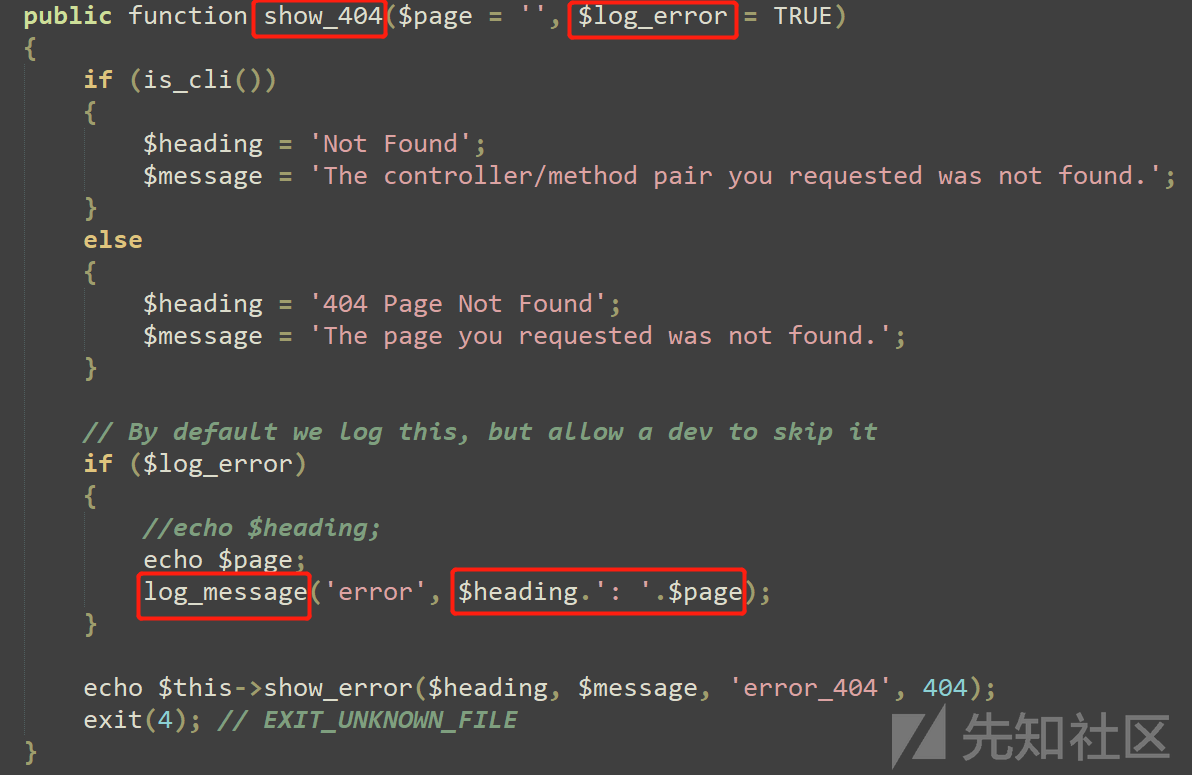 public function show_404($page = '', $log_error = TRUE)
{
    if (is_cli())
    {
        $heading = 'Not Found';
        $message = 'The controller/method pair you requested was not found.';
    }
    else
    {
        $heading = '404 Page Not Found';
        $message = 'The page you requested was not found.';
    }

    // By default we log this, but allow a dev to skip it
    if ($log_error)
    {
        //echo $heading;
        echo $page;
        log_message('error', $heading.': '.$page);
    }

    echo $this->show_error($heading, $message, 'error_404', 404);
    exit(4); // EXIT_UNKNOWN_FILE
}
先知社区